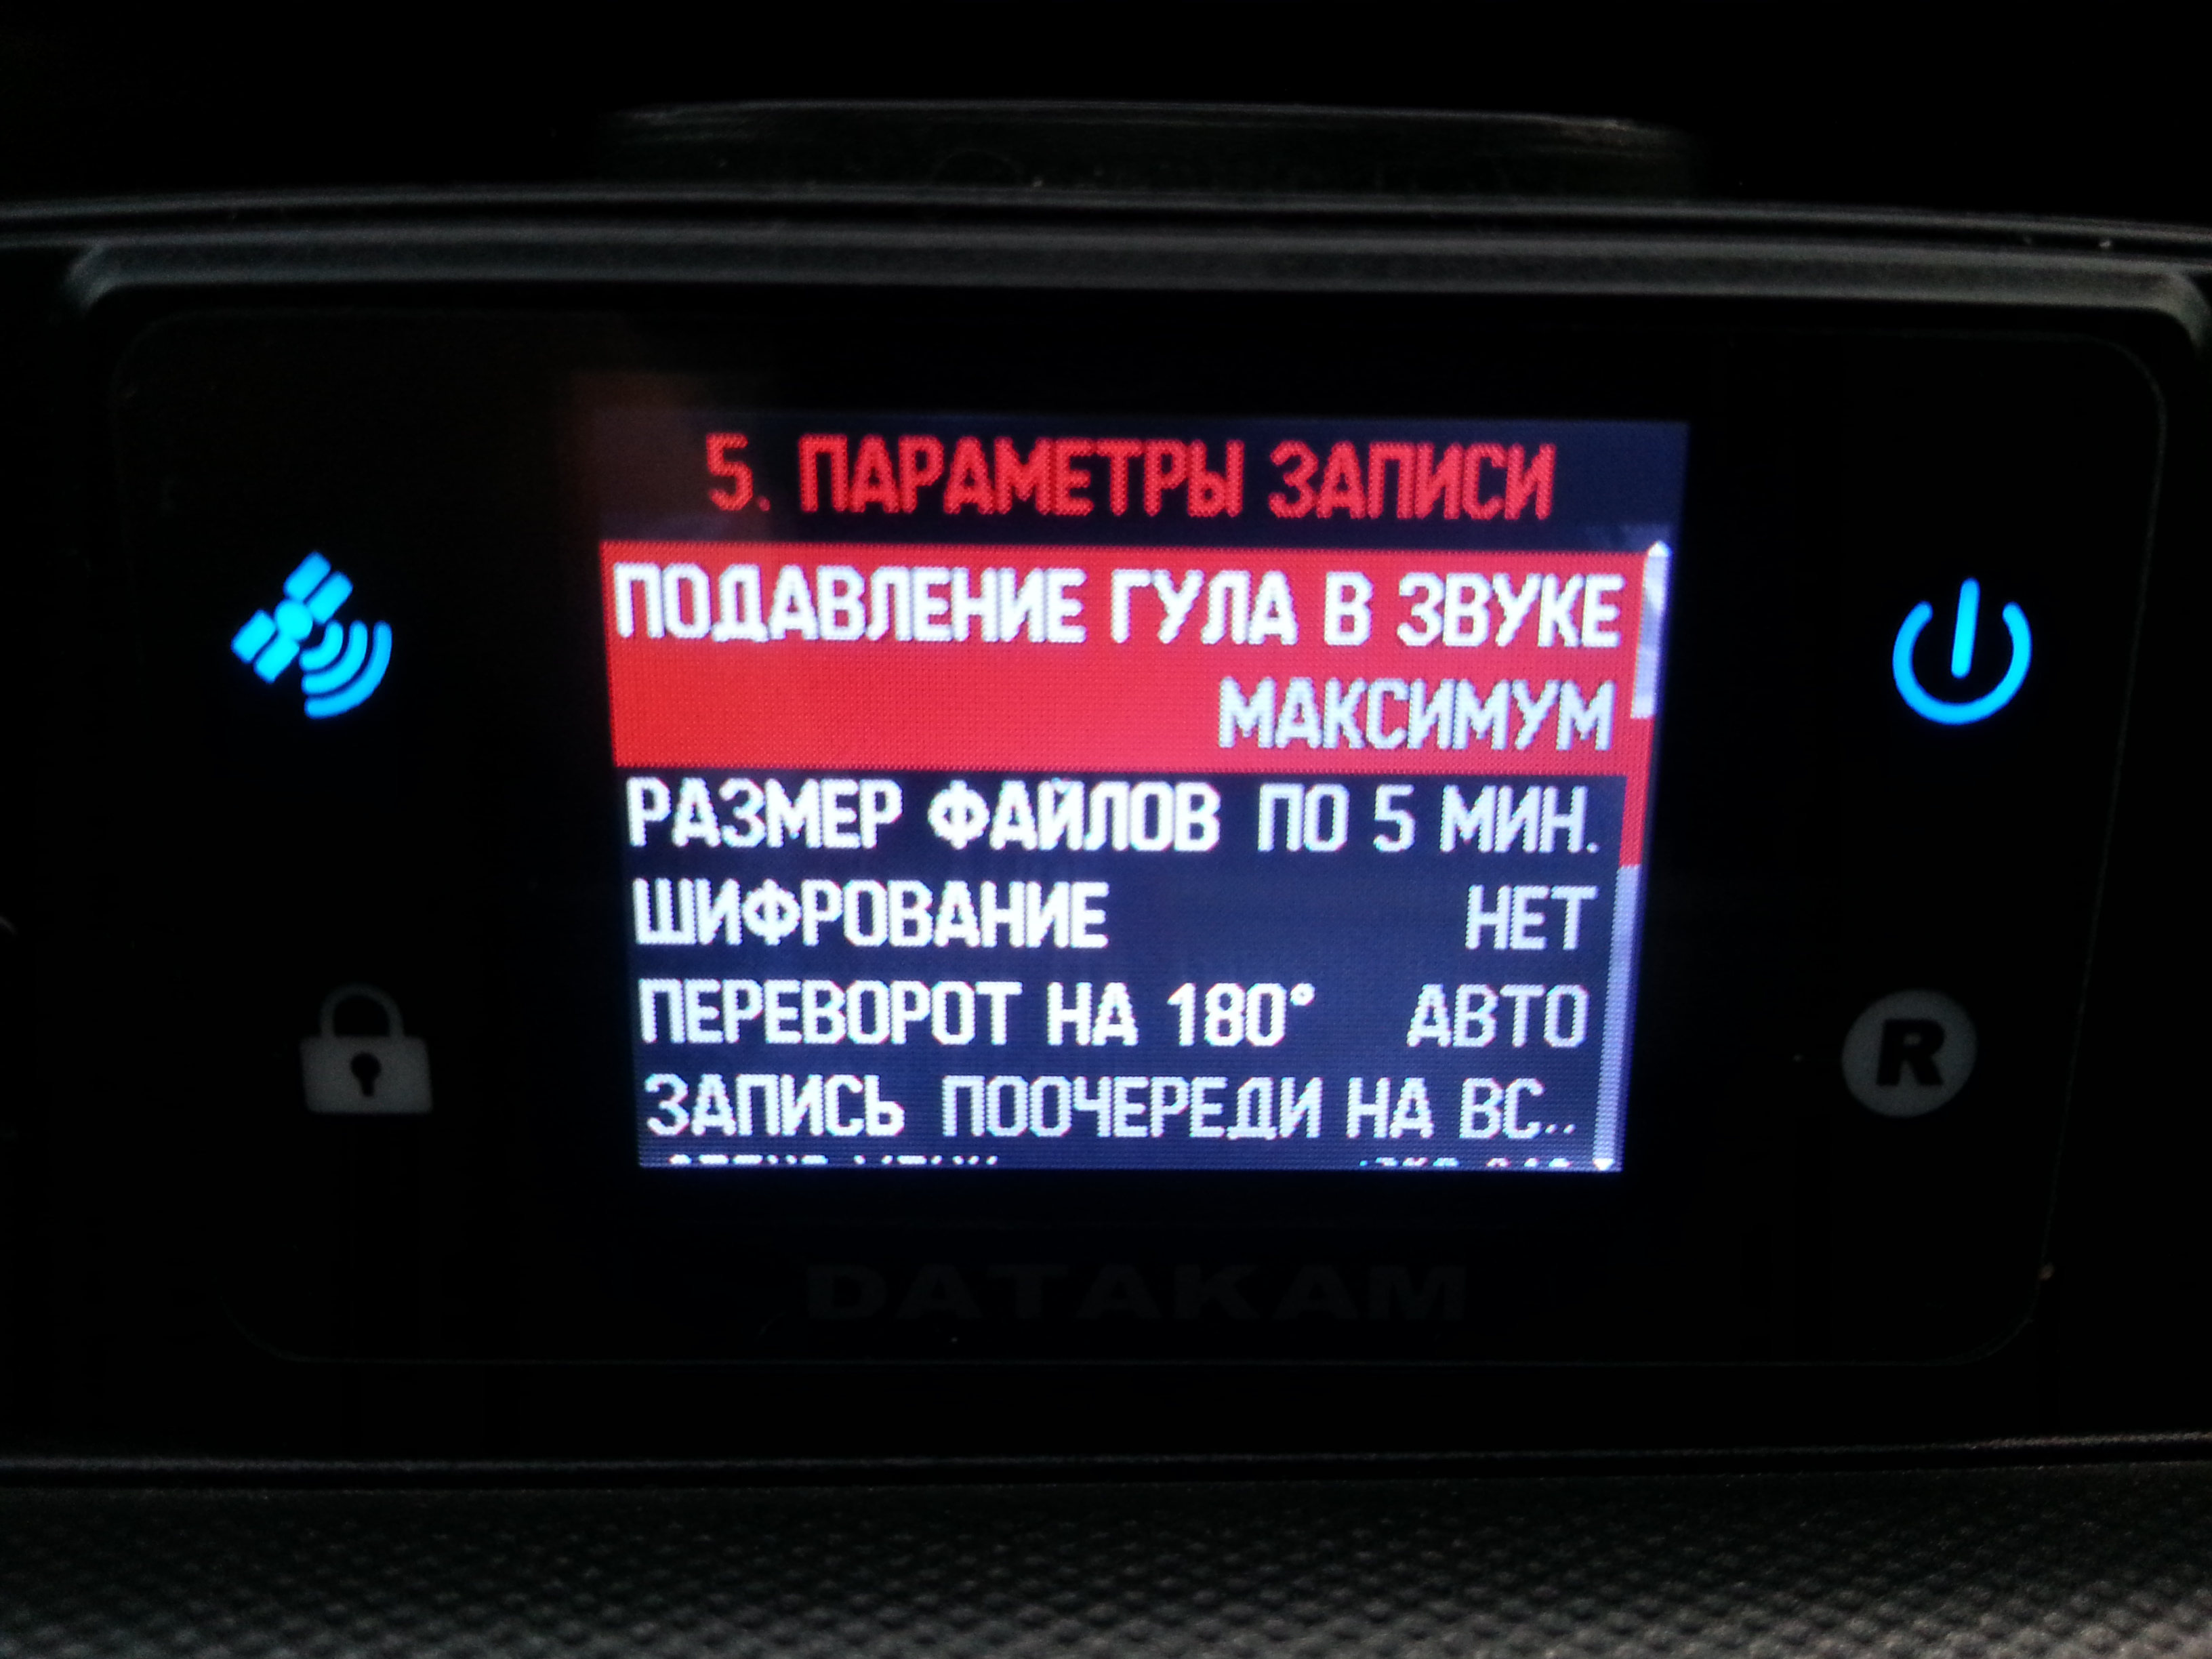 5. ПАРАМЕТРЫ ЗАПИСИ
ПОДАВЛЕНИЕ ГУЛА В ЗВУКЕ
МАКСИМУМ
РАЗМЕР ФАЙЛОВ ПО 5 МИН.
ШИФРОВАНИЕ НЕТ
ПЕРЕВОРОТ НА 180° АВТО
ЗАПИСЬ ПООЧЕРЕДИ НА ВС..
R
DATAKAM